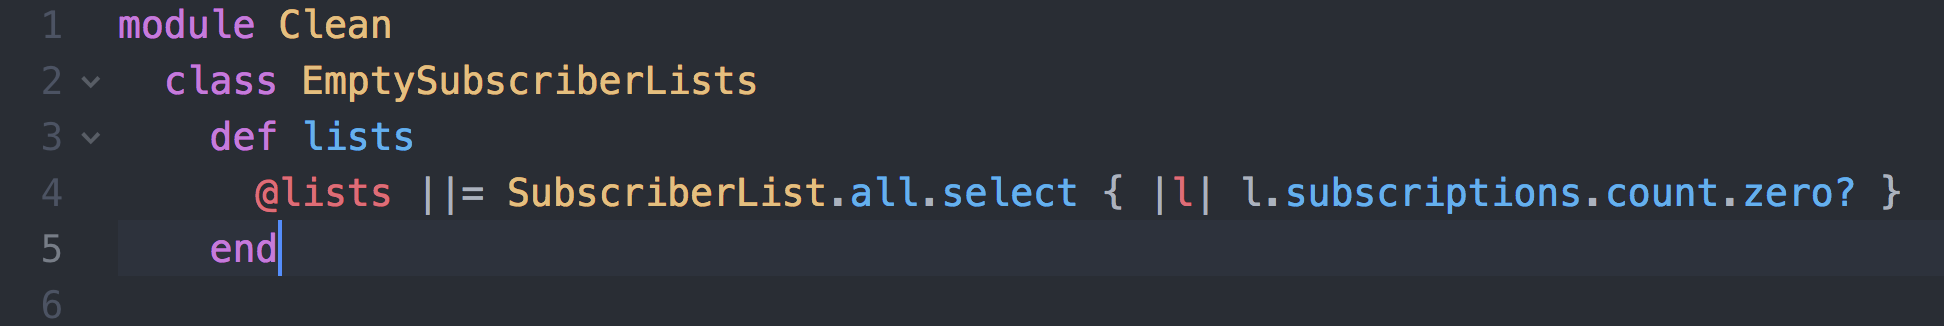 1 module Clean
2   class EmptySubscriberLists
3     def lists
4       @lists ||= SubscriberList.all.select { |l| l.subscriptions.count.zero? }
5     end
6